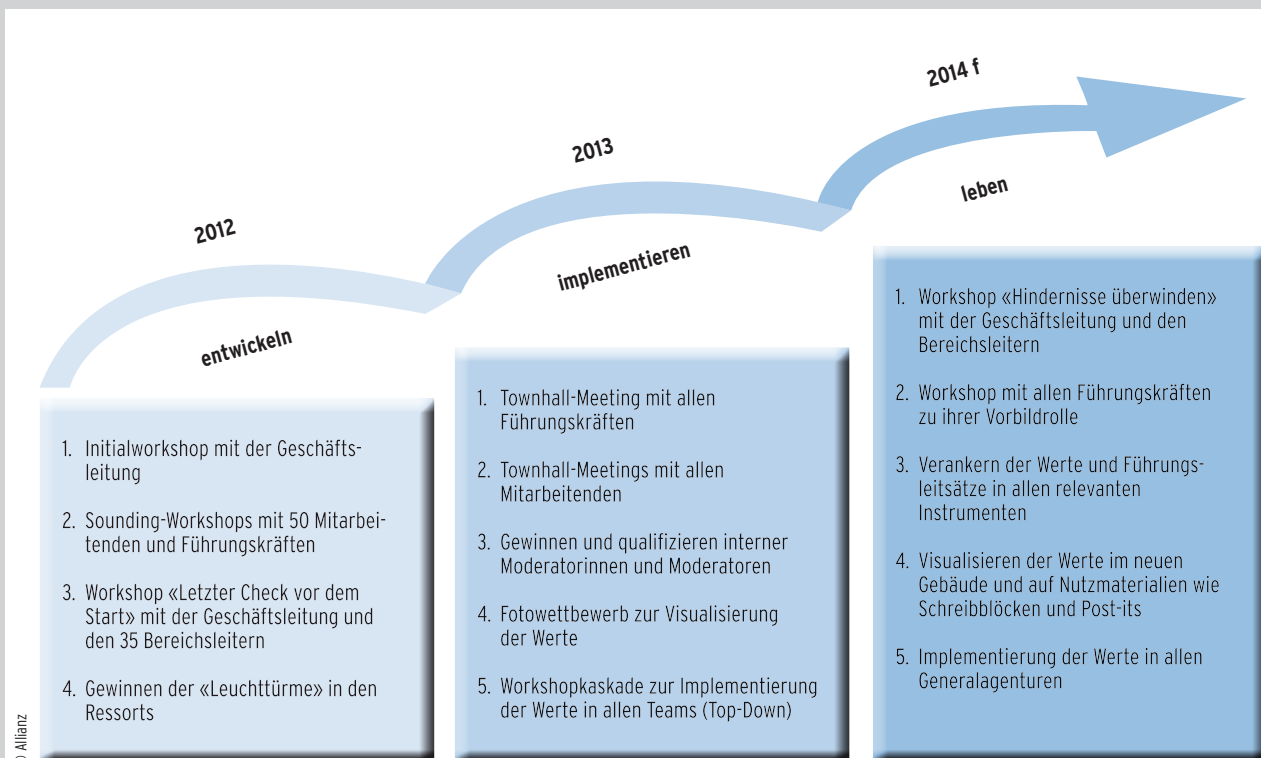 2012
entwickeln
1. Initialworkshop mit der Geschäfts-
leitung
2. Sounding-Workshops mit 50 Mitarbei-
tenden und Führungskräften
3. Workshop «Letzter Check vor dem
Start» mit der Geschäftsleitung und
den 35 Bereichsleitern
4. Gewinnen der «Leuchttürme» in den
Ressorts
2013
implementieren
1. Townhall-Meeting mit allen
Führungskräften
2. Townhall-Meetings mit allen
Mitarbeitenden
3. Gewinnen und qualifizieren interner
Moderatorinnen und Moderatoren
4. Fotowettbewerb zur Visualisierung
der Werte
5. Workshopkaskade zur Implementierung
der Werte in allen Teams (Top-Down)
2014 f
leben
1. Workshop «Hindernisse überwinden»
mit der Geschäftsleitung und den
Bereichsleitern
2. Workshop mit allen Führungskräften
zu ihrer Vorbildrolle
3. Verankern der Werte und Führungs-
leitsätze in allen relevanten
Instrumenten
4. Visualisieren der Werte im neuen
Gebäude und auf Nutzmaterialien wie
Schreibblöcken und Post-its
5. Implementierung der Werte in allen
Generalagenturen
Allianz